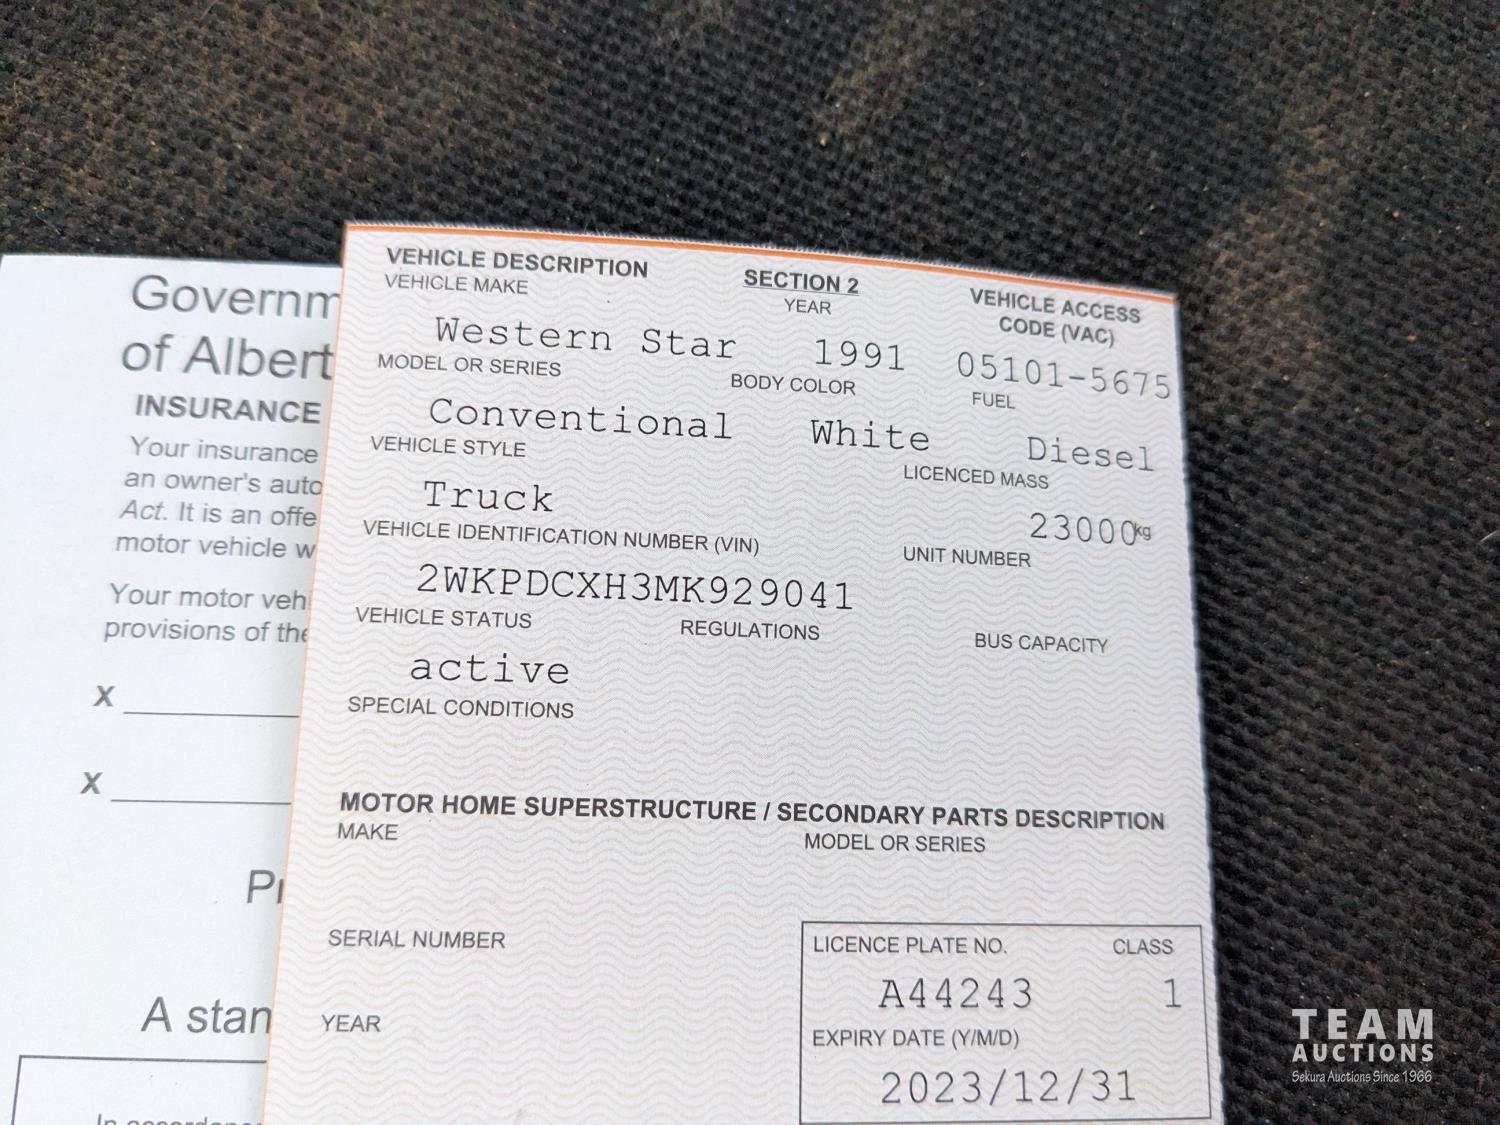 Governm
of Albert
INSURANCE
Your insurance
an owner's auto
Act. It is an offe
motor vehicle w
Your motor veh
provisions of the
X
X
A stan
VEHICLE DESCRIPTION SECTION 2 VEHICLE ACCESS
CODE (VAC)
VEHICLE MAKE YEAR
Western Star 1991 05101-5675
MODEL OR SERIES BODY COLOR FUEL
Conventional White Diesel
VEHICLE STYLE LICENCED MASS
Truck 23000kg
VEHICLE IDENTIFICATION NUMBER (VIN) UNIT NUMBER
2WKPDCXH3MK929041
VEHICLE STATUS REGULATIONS BUS CAPACITY
active
SPECIAL CONDITIONS
MOTOR HOME SUPERSTRUCTURE / SECONDARY PARTS DESCRIPTION
MAKE MODEL OR SERIES
SERIAL NUMBER
YEAR
LICENCE PLATE NO. CLASS
A44243 1
EXPIRY DATE (Y/M/D)
2023/12/31
TEAM
AUCTIONS
Sekura Auctions Since 1966